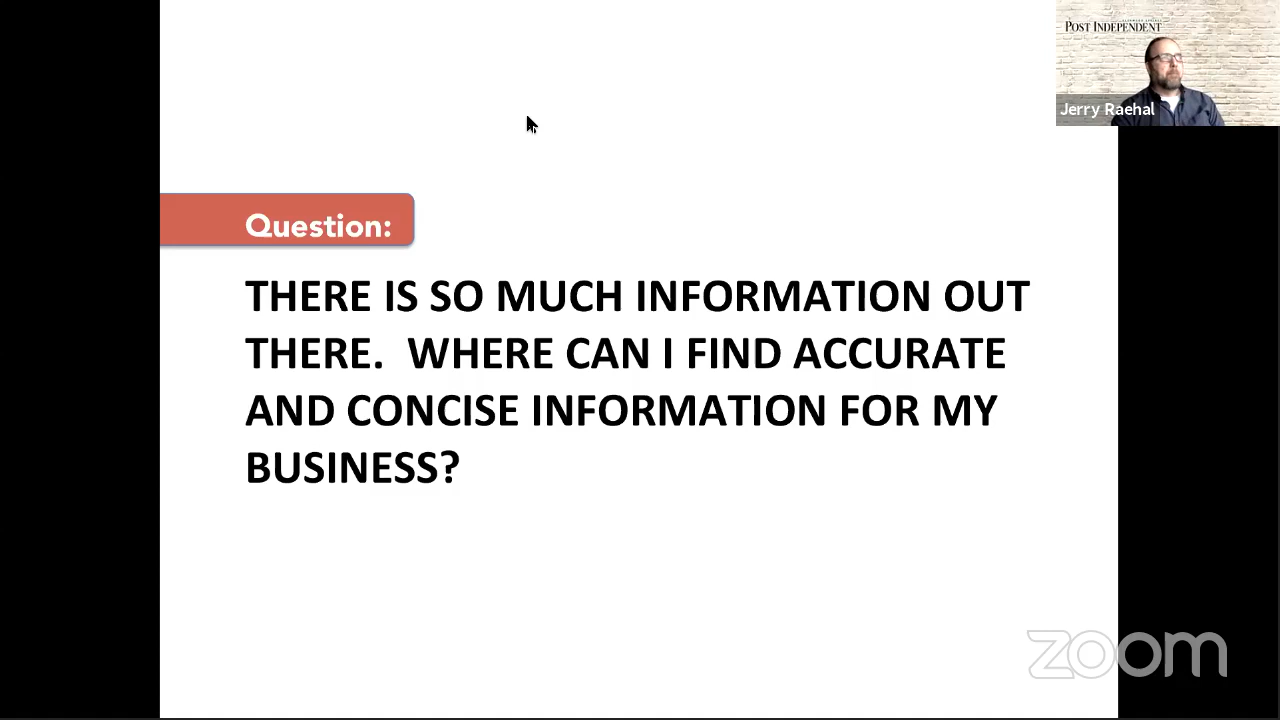 POST INDEPENDENT
Jerry Raehal
Question:
THERE IS SO MUCH INFORMATION OUT
THERE.  WHERE CAN I FIND ACCURATE
AND CONCISE INFORMATION FOR MY
BUSINESS?
zoom